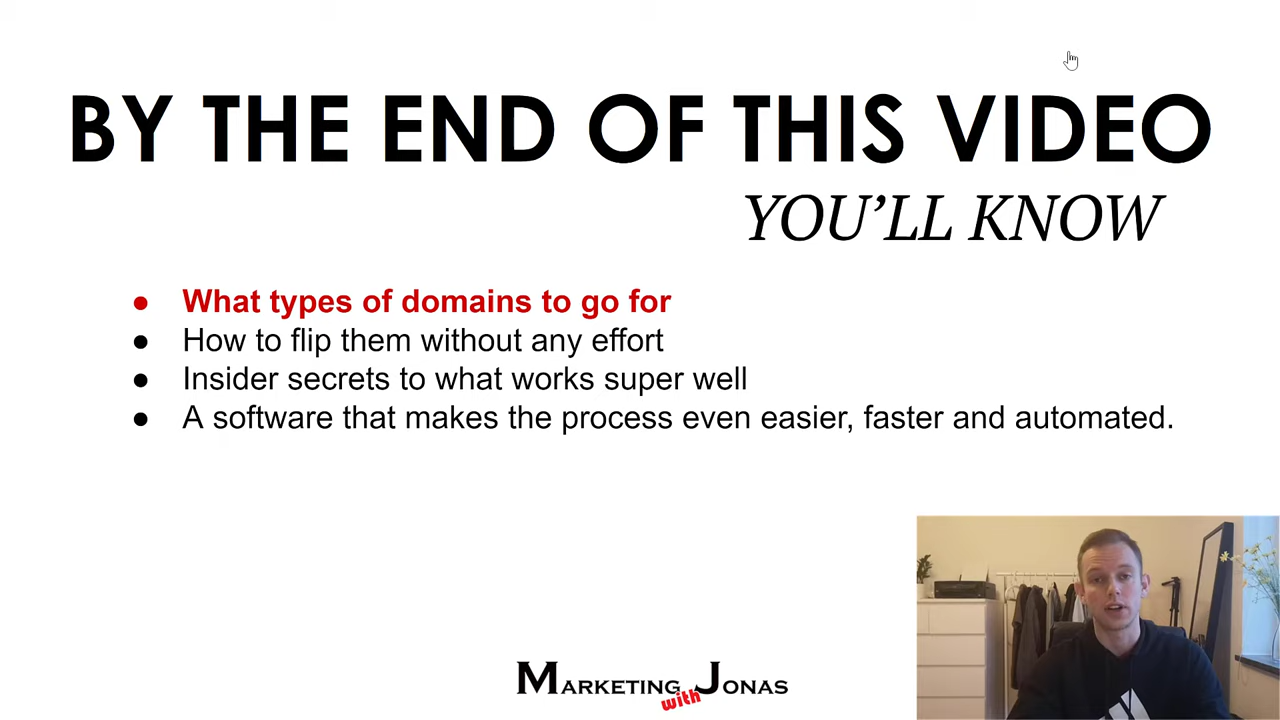 BY THE END OF THIS VIDEO
YOU'LL KNOW
● What types of domains to go for
● How to flip them without any effort
● Insider secrets to what works super well
● A software that makes the process even easier, faster and automated.
MARKETING with JONAS